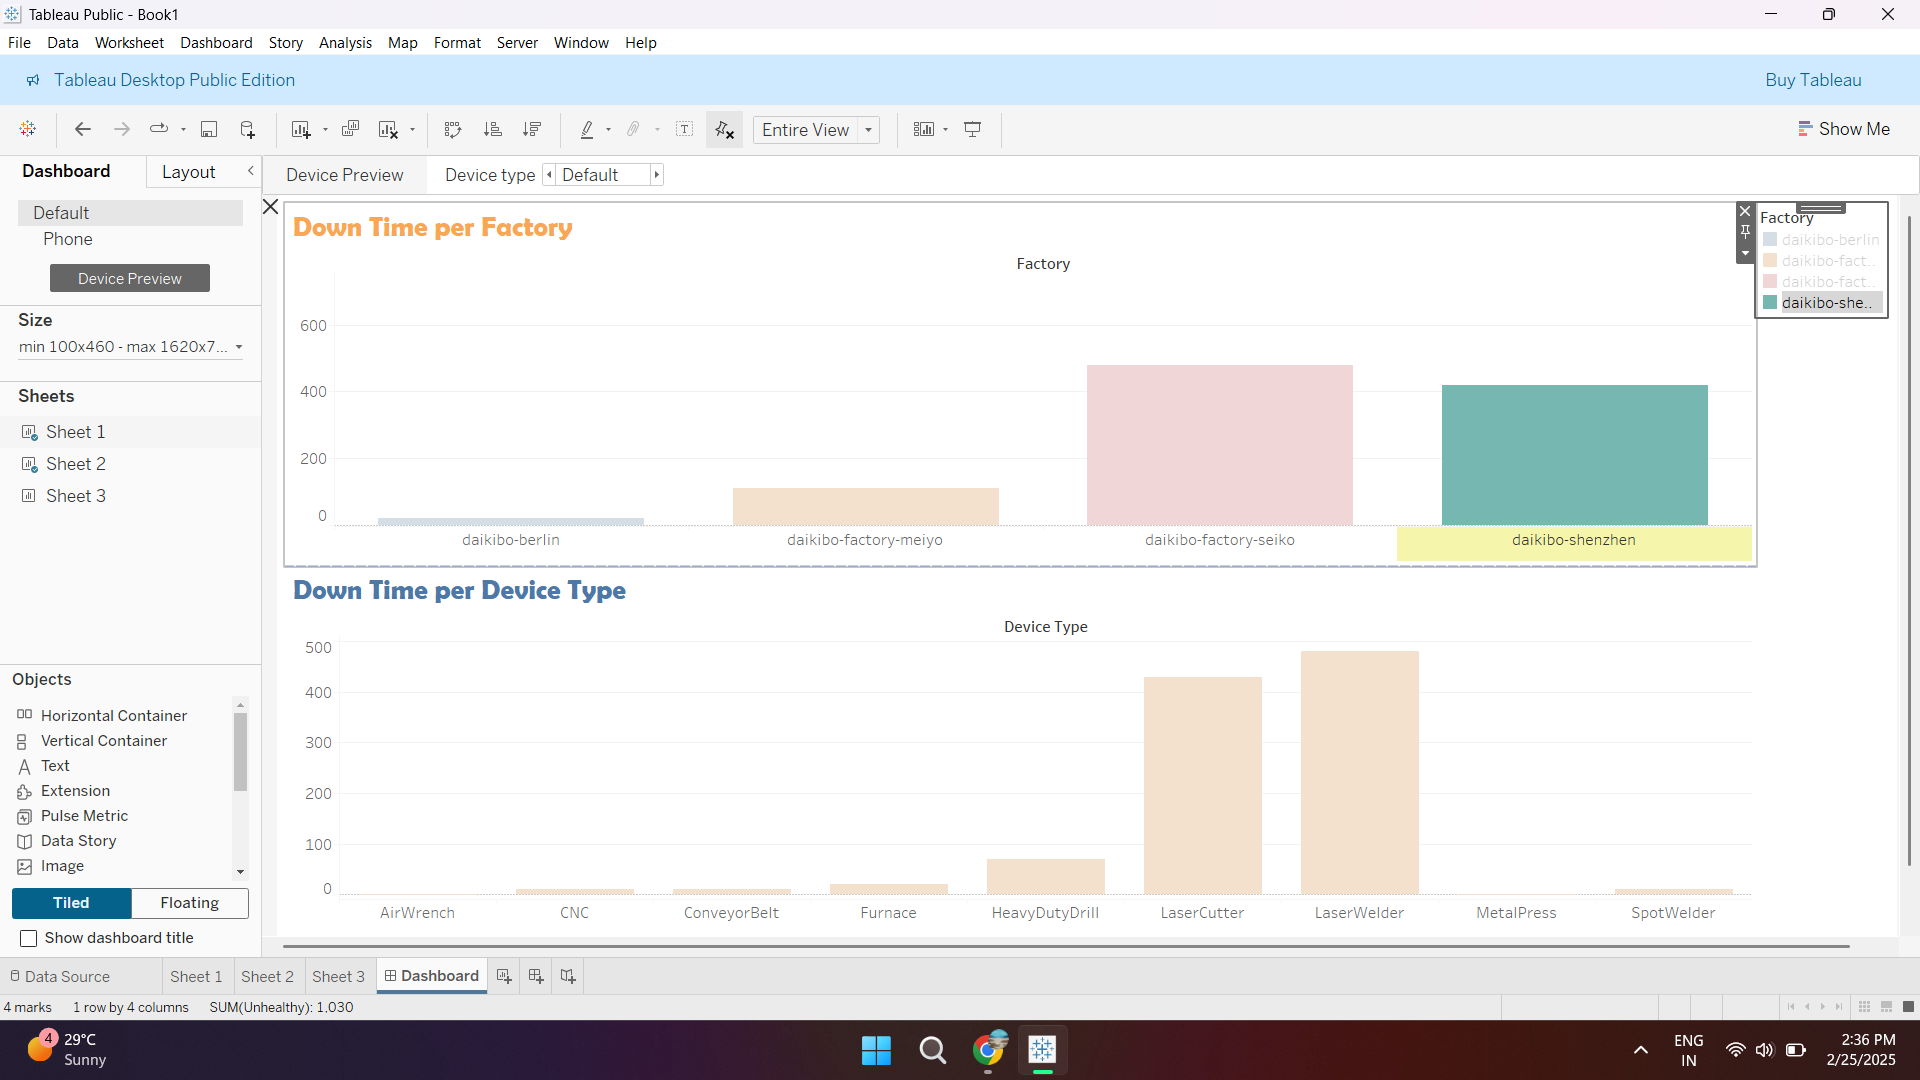 Tableau Public - Book1
File Data Worksheet Dashboard Story Analysis Map Format Server Window Help
Tableau Desktop Public Edition
Buy Tableau
Entire View
Show Me
Dashboard
Layout
Device Preview
Device type
Default
Default
Phone
Device Preview
Size
min 100x460 - max 1620x7...
Sheets
Sheet 1
Sheet 2
Sheet 3
Objects
Horizontal Container
Vertical Container
Text
Extension
Pulse Metric
Data Story
Image
Tiled
Floating
Show dashboard title
Down Time per Factory
Factory
600
400
200
0
daikibo-berlin
daikibo-factory-meiyo
daikibo-factory-seiko
daikibo-shenzhen
Factory
daikibo-berlin
daikibo-fact..
daikibo-fact..
daikibo-she..
Down Time per Device Type
Device Type
500
400
300
200
100
0
AirWrench
CNC
ConveyorBelt
Furnace
HeavyDutyDrill
LaserCutter
LaserWelder
MetalPress
SpotWelder
Data Source
Sheet 1
Sheet 2
Sheet 3
Dashboard
4 marks
1 row by 4 columns
SUM(Unhealthy): 1,030
4
29°C
Sunny
ENG
IN
2:36 PM
2/25/2025